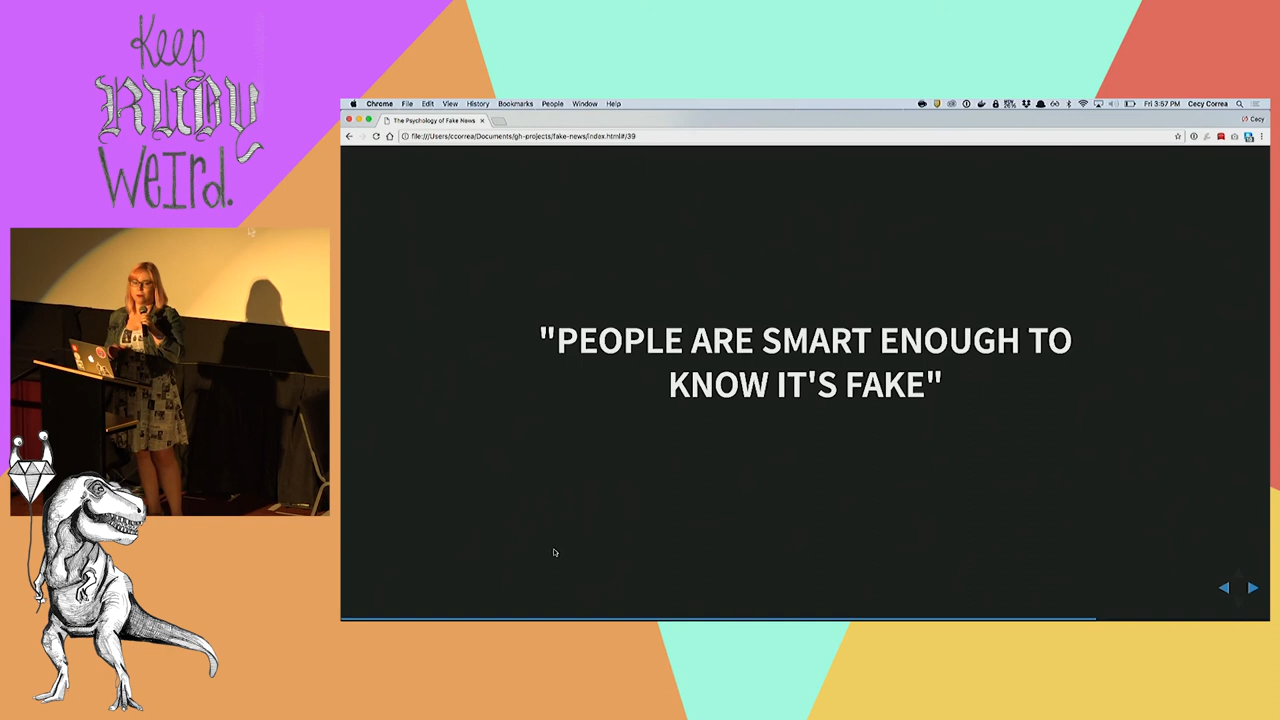 Keep
RUBY
WeIrd.
Chrome File Edit View History Bookmarks People Window Help
Fri 3:57 PM Cecy Correa
The Psychology of Fake News
Cecy
file:///Users/ccorrea/Documents/gh-projects/fake-news/index.html#/39
"PEOPLE ARE SMART ENOUGH TO
KNOW IT'S FAKE"